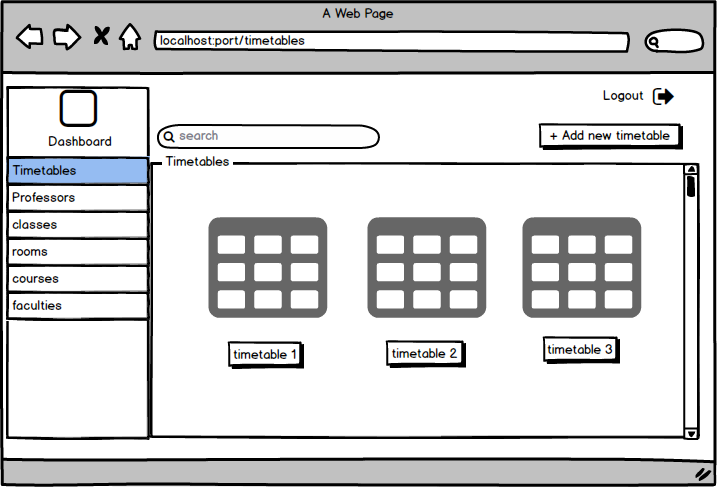 A Web Page
localhost:port/timetables
Logout
Dashboard
search
+ Add new timetable
Timetables
Timetables
Professors
classes
rooms
courses
faculties
timetable 1
timetable 2
timetable 3